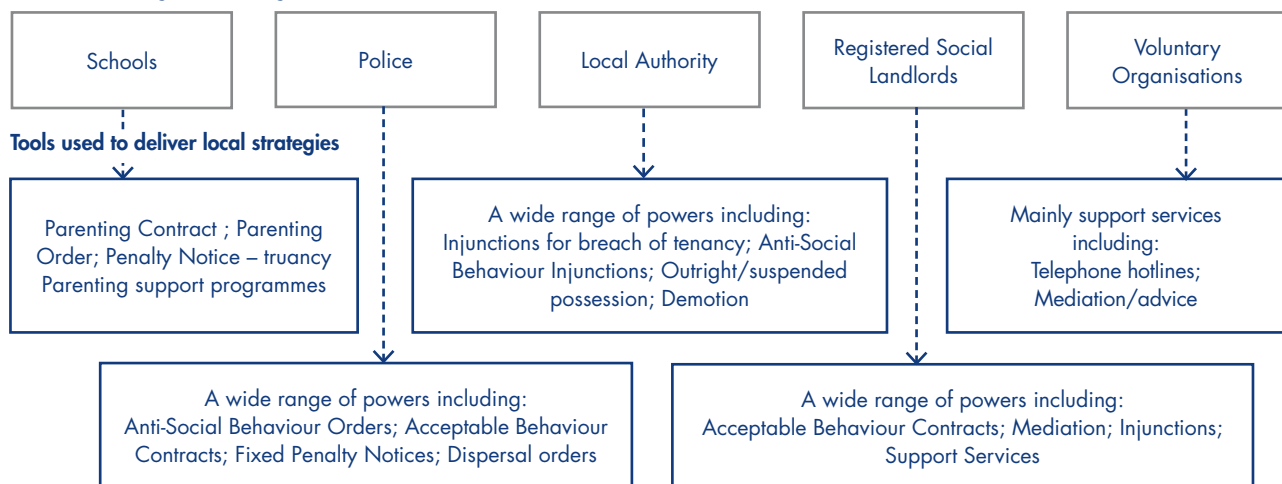 Schools
Police
Local Authority
Registered Social
Landlords
Voluntary
Organisations
Tools used to deliver local strategies
Parenting Contract ; Parenting
Order; Penalty Notice – truancy
Parenting support programmes
A wide range of powers including:
Injunctions for breach of tenancy; Anti-Social
Behaviour Injunctions; Outright/suspended
possession; Demotion
Mainly support services
including:
Telephone hotlines;
Mediation/advice
A wide range of powers including:
Anti-Social Behaviour Orders; Acceptable Behaviour
Contracts; Fixed Penalty Notices; Dispersal orders
A wide range of powers including:
Acceptable Behaviour Contracts; Mediation; Injunctions;
Support Services